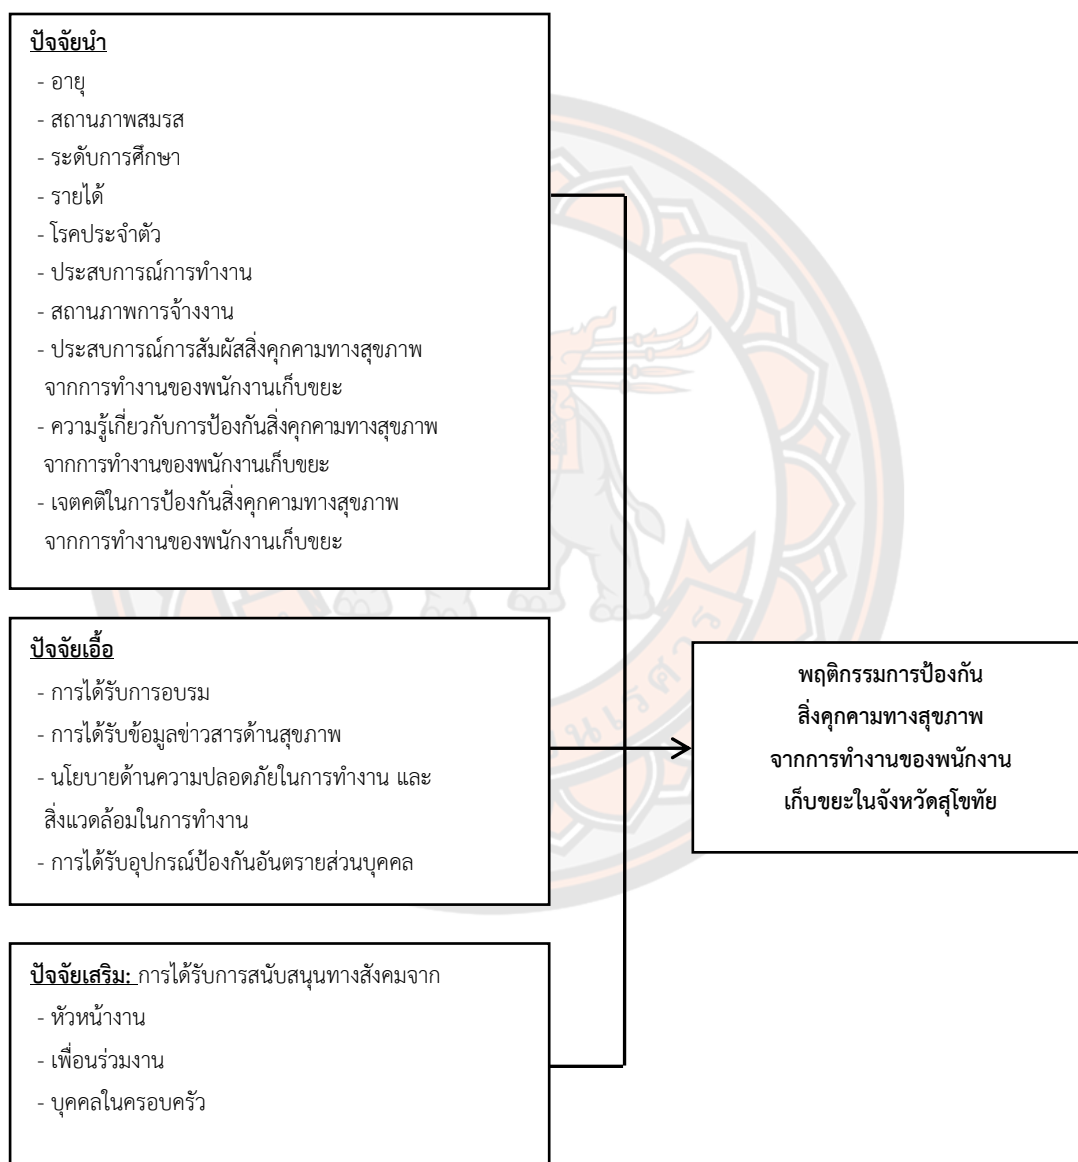 ปัจจัยนำ
- อายุ
- สถานภาพสมรส
- ระดับการศึกษา
- รายได้
- โรคประจำตัว
- ประสบการณ์การทำงาน
- สถานภาพการจ้างงาน
- ประสบการณ์การสัมผัสสิ่งคุกคามทางสุขภาพ
จากการทำงานของพนักงานเก็บขยะ
- ความรู้เกี่ยวกับการป้องกันสิ่งคุกคามทางสุขภาพ
จากการทำงานของพนักงานเก็บขยะ
- เจตคติในการป้องกันสิ่งคุกคามทางสุขภาพ
จากการทำงานของพนักงานเก็บขยะ
ปัจจัยเอื้อ
- การได้รับการอบรม
- การได้รับข้อมูลข่าวสารด้านสุขภาพ
- นโยบายด้านความปลอดภัยในการทำงาน และ
สิ่งแวดล้อมในการทำงาน
- การได้รับอุปกรณ์ป้องกันอันตรายส่วนบุคคล
ปัจจัยเสริม: การได้รับการสนับสนุนทางสังคมจาก
- หัวหน้างาน
- เพื่อนร่วมงาน
- บุคคลในครอบครัว
พฤติกรรมการป้องกัน
สิ่งคุกคามทางสุขภาพ
จากการทำงานของพนักงาน
เก็บขยะในจังหวัดสุโขทัย